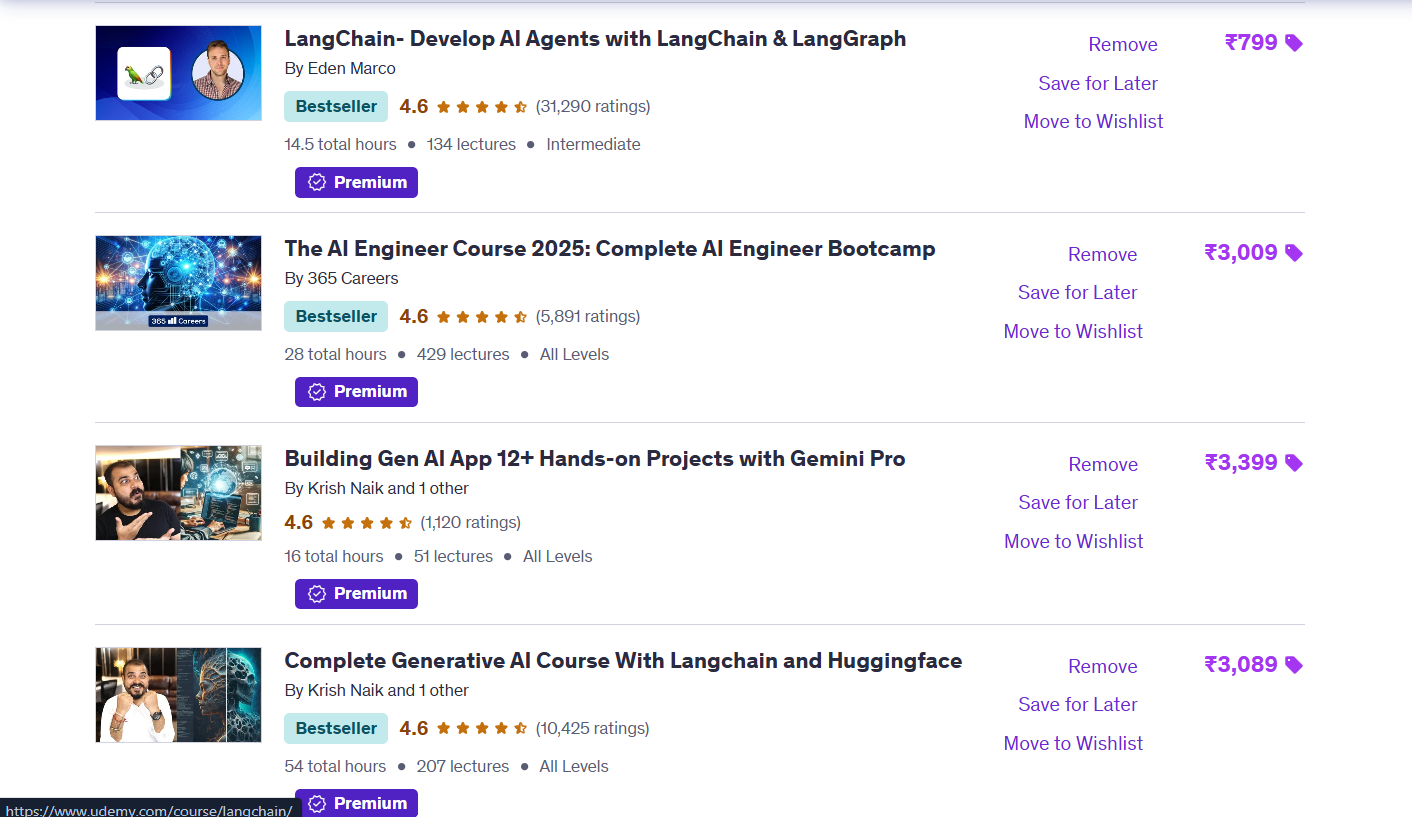 LangChain- Develop AI Agents with LangChain & LangGraph
By Eden Marco
Bestseller 4.6 (31,290 ratings)
14.5 total hours • 134 lectures • Intermediate
Premium
Remove
Save for Later
Move to Wishlist
₹799
The AI Engineer Course 2025: Complete AI Engineer Bootcamp
By 365 Careers
Bestseller 4.6 (5,891 ratings)
28 total hours • 429 lectures • All Levels
Premium
365 Careers
Remove
Save for Later
Move to Wishlist
₹3,009
Building Gen AI App 12+ Hands-on Projects with Gemini Pro
By Krish Naik and 1 other
4.6 (1,120 ratings)
16 total hours • 51 lectures • All Levels
Premium
Remove
Save for Later
Move to Wishlist
₹3,399
Complete Generative AI Course With Langchain and Huggingface
By Krish Naik and 1 other
Bestseller 4.6 (10,425 ratings)
54 total hours • 207 lectures • All Levels
Premium
Remove
Save for Later
Move to Wishlist
₹3,089
https://www.udemy.com/course/langchain/